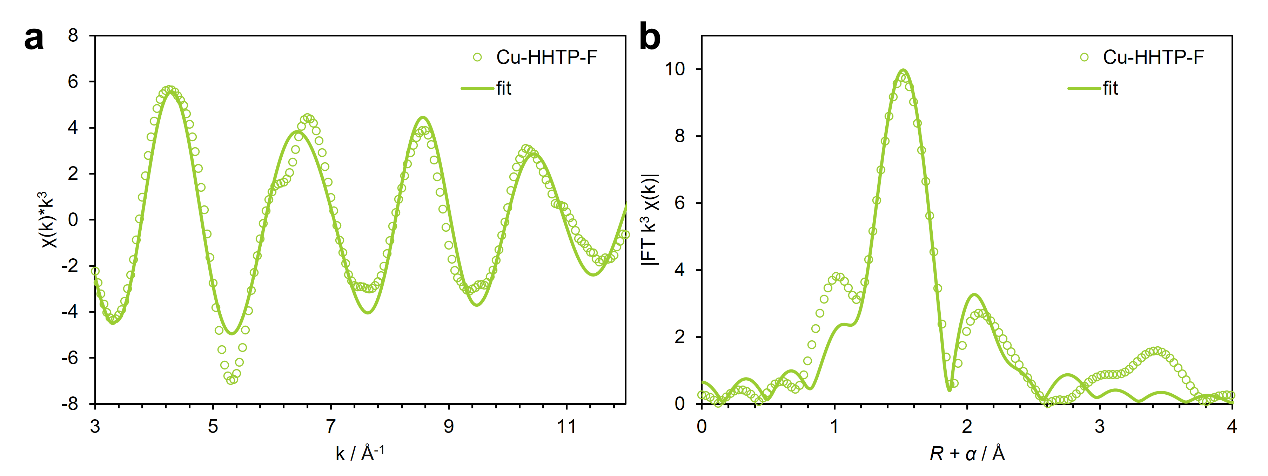 a
8
6
4
2
0
-2
-4
-6
-8
χ(k)*k³
3
5
7
9
11
k / Å⁻¹
Cu-HHTP-F
fit
b
10
8
6
4
2
0
|FT k³ χ(k)|
0
1
2
3
4
R + α / Å
Cu-HHTP-F
fit